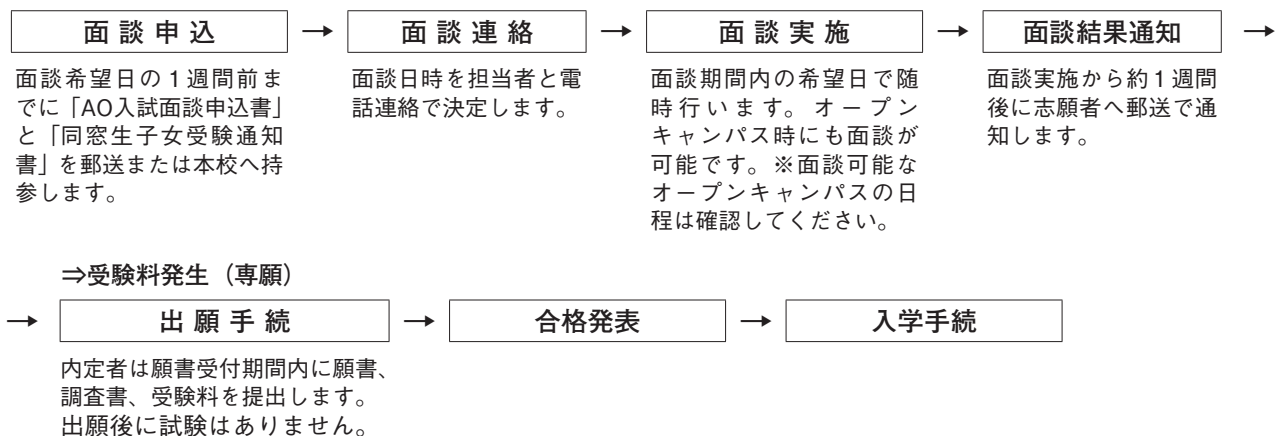 面 談 申 込 → 面 談 連 絡 → 面 談 実 施 → 面談結果通知 →
面談希望日の1週間前ま
でに「AO入試面談申込書」
と「同窓生子女受験通知
書」を郵送または本校へ持
参します。
面談日時を担当者と電
話連絡で決定します。
面談期間内の希望日で随
時行います。オープン
キャンパス時にも面談が
可能です。※面談可能な
オープンキャンパスの日
程は確認してください。
面談実施から約1週間
後に志願者へ郵送で通
知します。
⇒受験料発生（専願）
→ 出 願 手 続 → 合格発表 → 入学手続
内定者は願書受付期間内に願書、
調査書、受験料を提出します。
出願後に試験はありません。